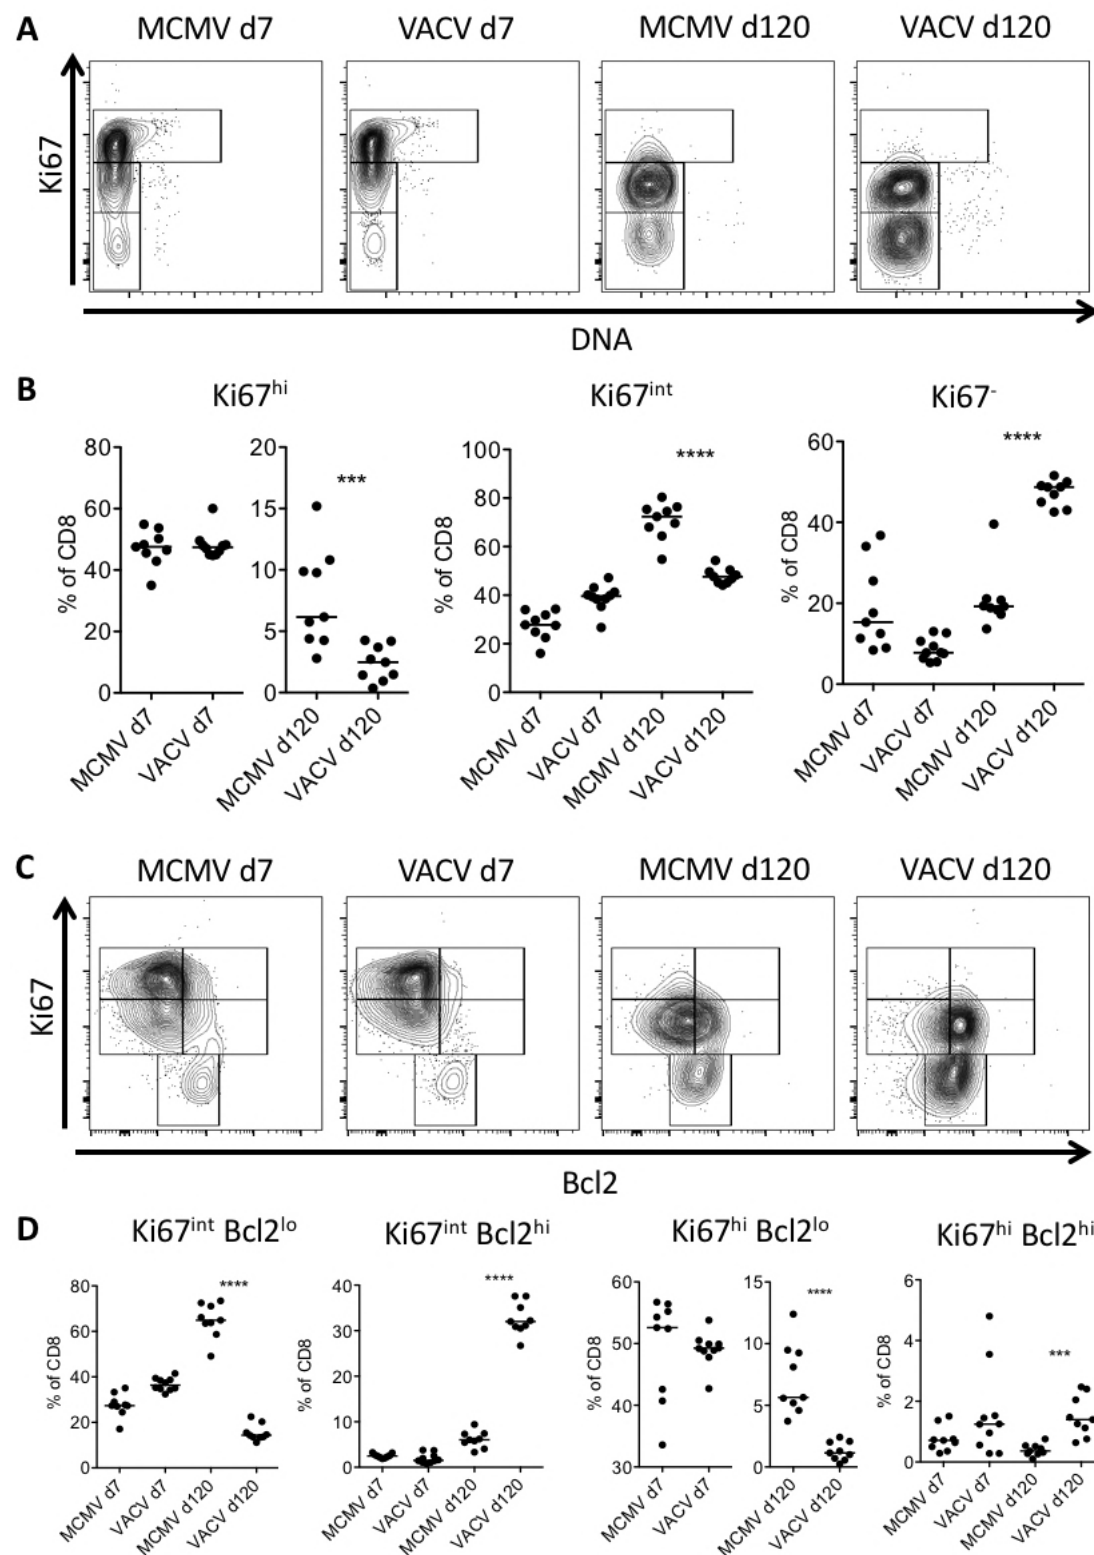 A
MCMV d7 VACV d7 MCMV d120 VACV d120
Ki67
DNA
B
Ki67hi Ki67int Ki67-
% of CD8
80
60
40
20
0
MCMV d7
VACV d7
20
15
10
5
0
***
MCMV d120
VACV d120
% of CD8
100
80
60
40
20
0
****
MCMV d7
VACV d7
MCMV d120
VACV d120
% of CD8
60
40
20
0
****
MCMV d7
VACV d7
MCMV d120
VACV d120
C
MCMV d7 VACV d7 MCMV d120 VACV d120
Ki67
Bcl2
D
Ki67int Bcl2lo Ki67int Bcl2hi Ki67hi Bcl2lo Ki67hi Bcl2hi
% of CD8
80
60
40
20
0
****
MCMV d7
VACV d7
MCMV d120
VACV d120
% of CD8
40
30
20
10
0
****
MCMV d7
VACV d7
MCMV d120
VACV d120
% of CD8
60
50
40
30
MCMV d7
VACV d7
15
10
5
0
****
MCMV d120
VACV d120
% of CD8
6
4
2
0
***
MCMV d7
VACV d7
MCMV d120
VACV d120